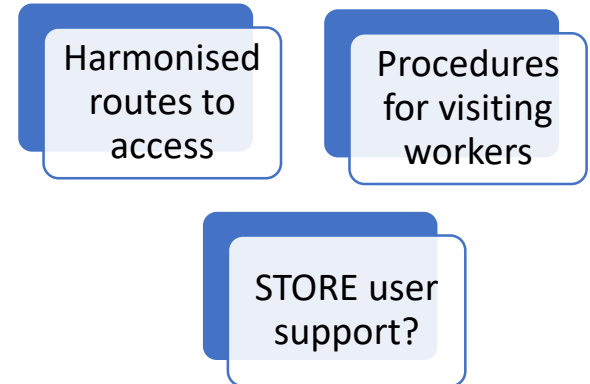 Harmonised
routes to
access
Procedures
for visiting
workers
STORE user
support?